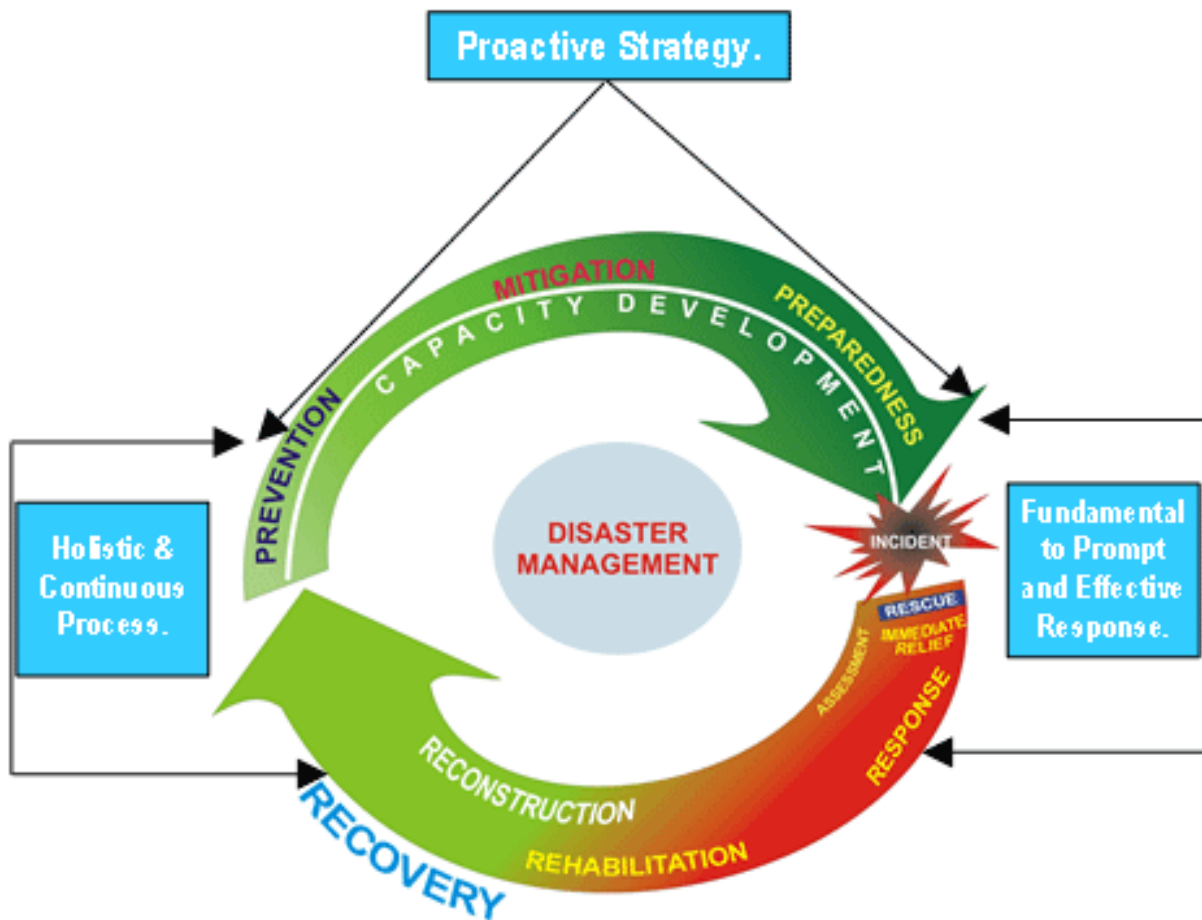 Proactive Strategy.
MITIGATION
CAPACITY DEVELOPMENT
PREPAREDNESS
PREVENTION
Holistic &
Continuous
Process.
DISASTER
MANAGEMENT
INCIDENT
Fundamental
to Prompt
and Effective
Response.
RESCUE
IMMEDIATE
RELIEF
ASSESSMENT
RESPONSE
RECONSTRUCTION
REHABILITATION
RECOVERY